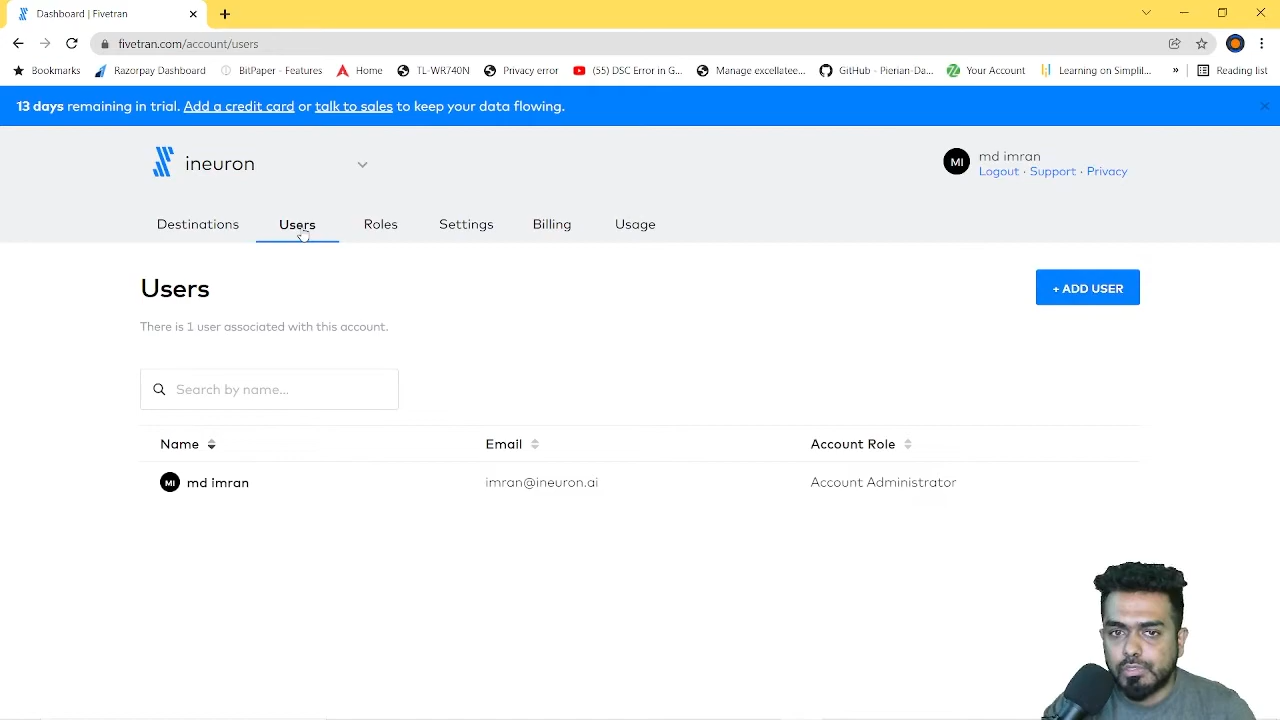 Dashboard | Fivetran
fivetran.com/account/users
Bookmarks
Razorpay Dashboard
BitPaper - Features
Home
TL-WR740N
Privacy error
(55) DSC Error in G...
Manage excellatee...
GitHub - Pierian-Da...
Your Account
Learning on Simplil...
»
Reading list
13 days remaining in trial. Add a credit card or talk to sales to keep your data flowing.
ineuron
MI
md imran
Logout · Support · Privacy
Destinations
Users
Roles
Settings
Billing
Usage
Users
+ ADD USER
There is 1 user associated with this account.
Search by name...
Name
Email
Account Role
MI
md imran
imran@ineuron.ai
Account Administrator